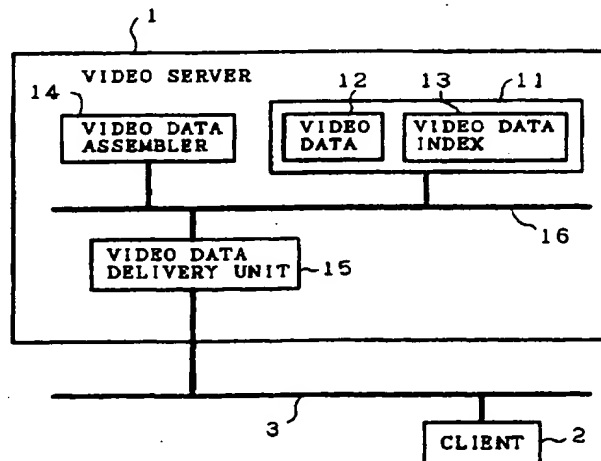 1
VIDEO SERVER
14
VIDEO DATA
ASSEMBLER
12
13
11
VIDEO
DATA
VIDEO DATA
INDEX
16
VIDEO DATA
DELIVERY UNIT
15
3
CLIENT
2